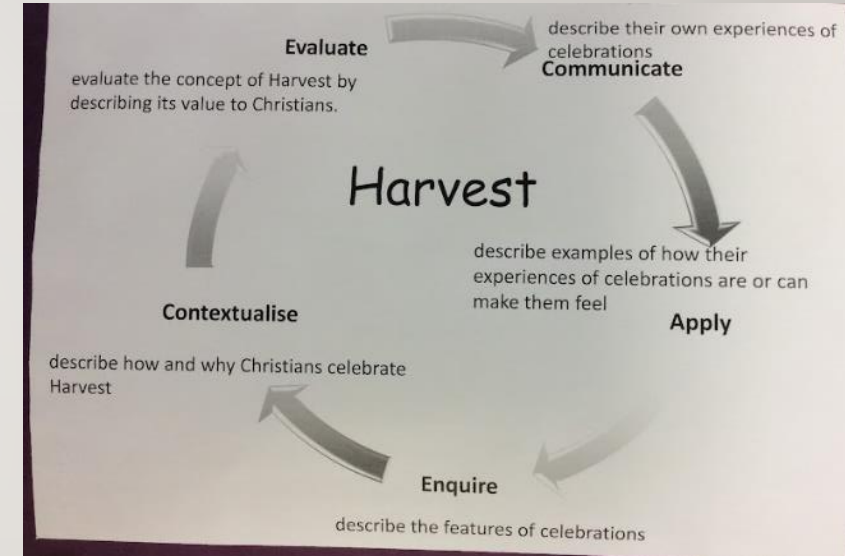 Evaluate
evaluate the concept of Harvest by
describing its value to Christians.
describe their own experiences of
celebrations
Communicate
Harvest
describe examples of how their
experiences of celebrations are or can
make them feel
Apply
Contextualise
describe how and why Christians celebrate
Harvest
Enquire
describe the features of celebrations